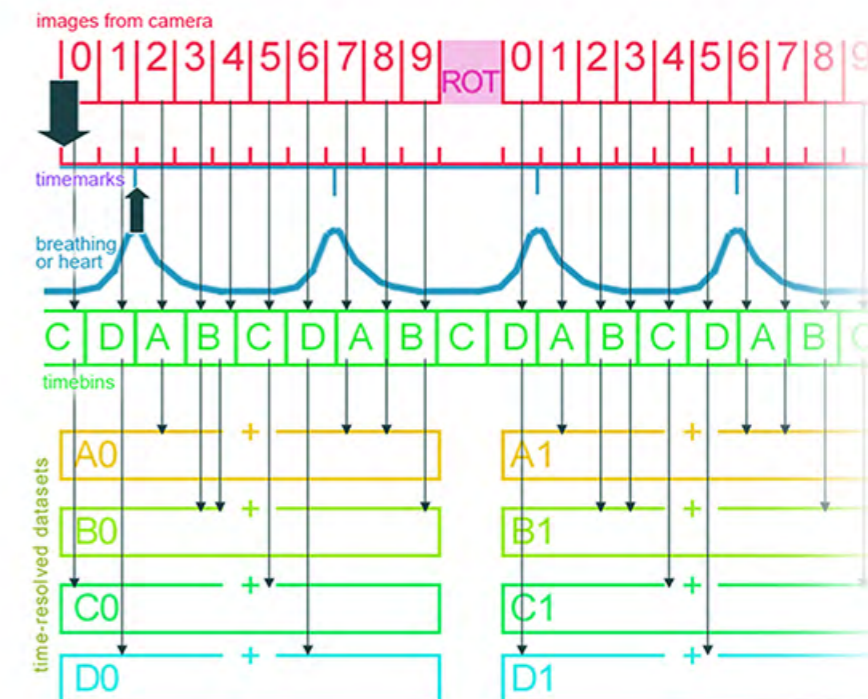 images from camera
0 1 2 3 4 5 6 7 8 9 ROT 0 1 2 3 4 5 6 7 8 9
timemarks
breathing
or heart
C D A B C D A B C D A B C D A B C
timebins
time-resolved datasets
+ +
A0 A1
+ +
B0 B1
+ +
C0 C1
+ +
D0 D1